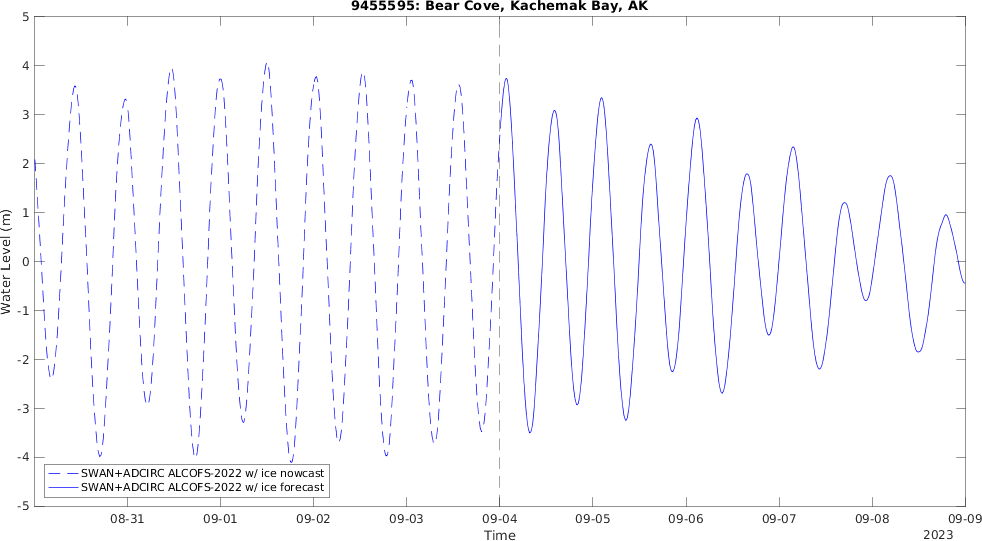 9455595: Bear Cove, Kachemak Bay, AK
5
4
3
2
1
0
-1
-2
-3
-4
-5
Water Level (m)
SWAN+ADCIRC ALCOFS-2022 w/ ice nowcast
SWAN+ADCIRC ALCOFS-2022 w/ ice forecast
08-31 09-01 09-02 09-03 09-04 09-05 09-06 09-07 09-08 09-09
Time
2023